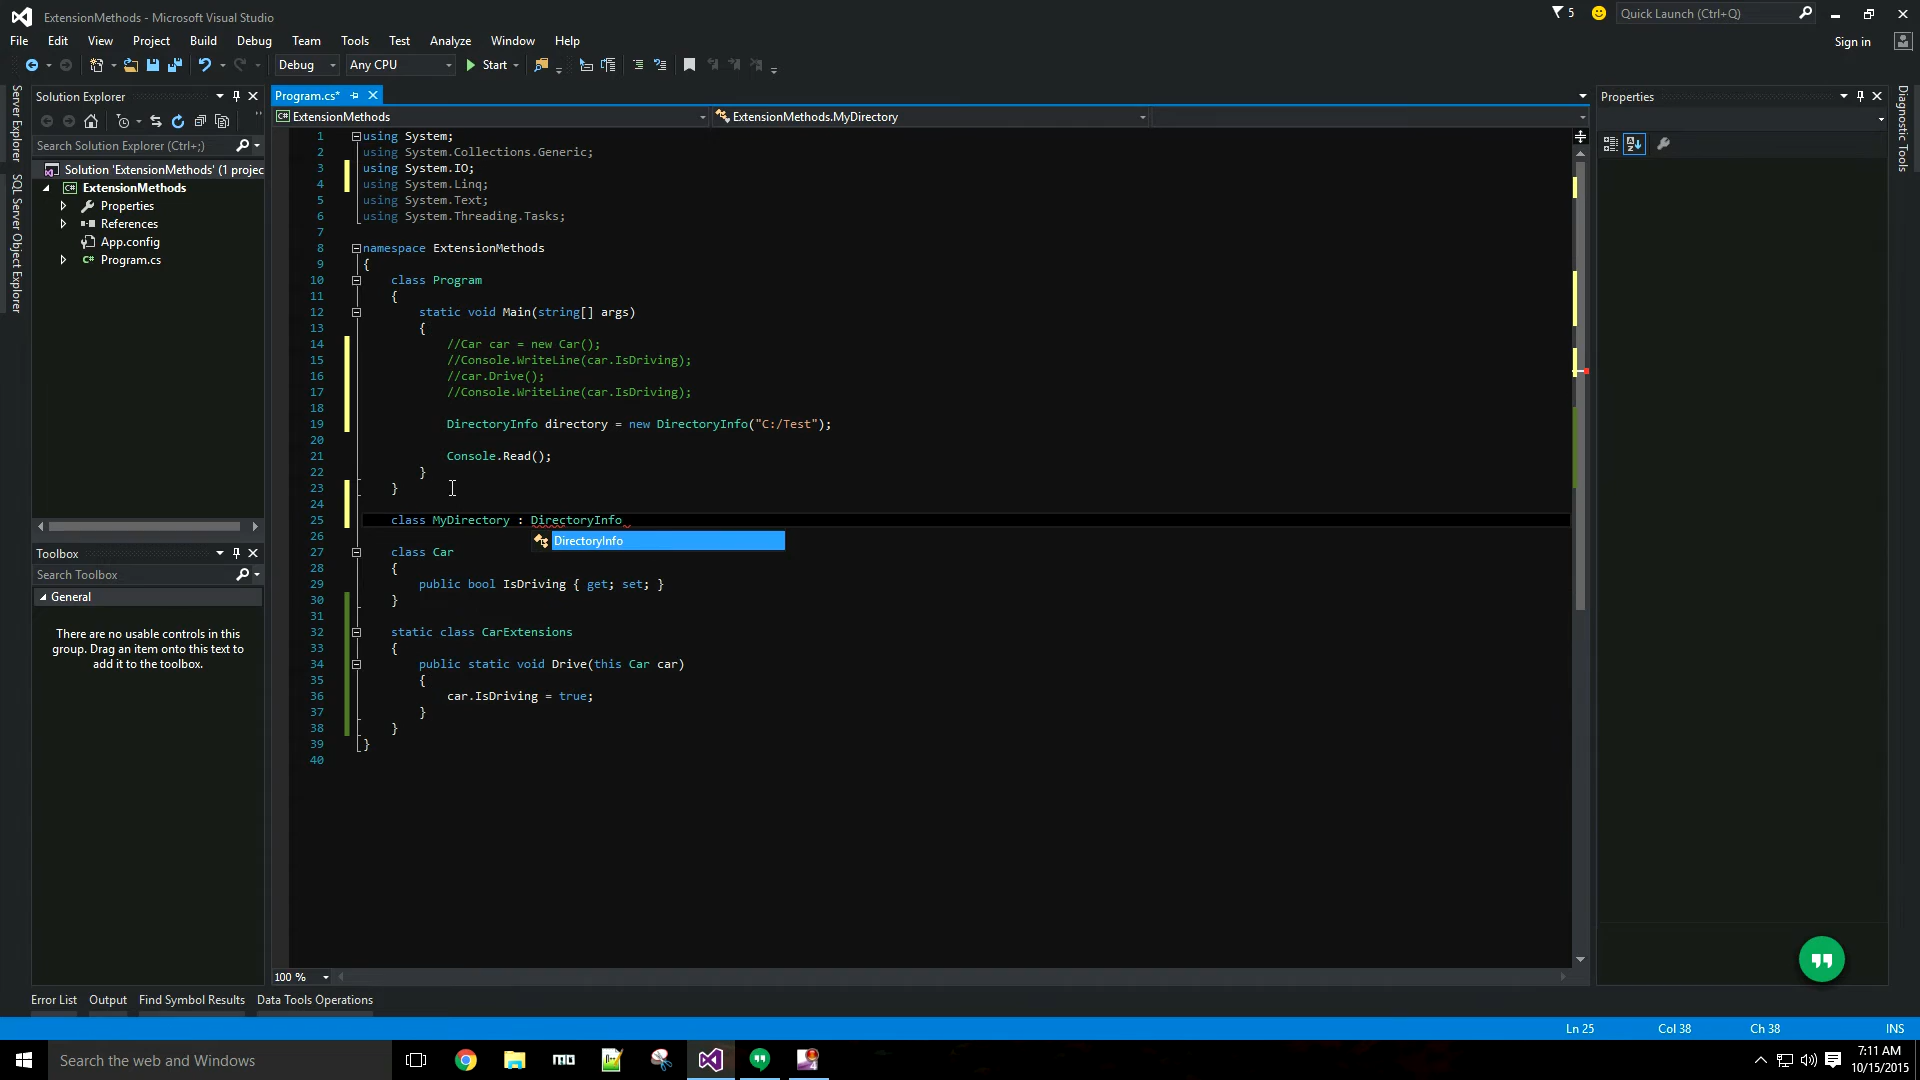 ExtensionMethods - Microsoft Visual Studio
5
Quick Launch (Ctrl+Q)
File Edit View Project Build Debug Team Tools Test Analyze Window Help
Sign in
Debug Any CPU Start
Server Explorer
SQL Server Object Explorer
Solution Explorer
Search Solution Explorer (Ctrl+;)
Solution 'ExtensionMethods' (1 projec
ExtensionMethods
Properties
References
App.config
Program.cs
Toolbox
Search Toolbox
General
There are no usable controls in this
group. Drag an item onto this text to
add it to the toolbox.
Program.cs*
ExtensionMethods
ExtensionMethods.MyDirectory
1 using System;
2 using System.Collections.Generic;
3 using System.IO;
4 using System.Linq;
5 using System.Text;
6 using System.Threading.Tasks;
7
8 namespace ExtensionMethods
9 {
10 class Program
11 {
12 static void Main(string[] args)
13 {
14 //Car car = new Car();
15 //Console.WriteLine(car.IsDriving);
16 //car.Drive();
17 //Console.WriteLine(car.IsDriving);
18
19 DirectoryInfo directory = new DirectoryInfo("C:/Test");
20
21 Console.Read();
22 }
23 }
24
25 class MyDirectory : DirectoryInfo
DirectoryInfo
26
27 class Car
28 {
29 public bool IsDriving { get; set; }
30 }
31
32 static class CarExtensions
33 {
34 public static void Drive(this Car car)
35 {
36 car.IsDriving = true;
37 }
38 }
39 }
40
100 %
Properties
Diagnostic Tools
Error List Output Find Symbol Results Data Tools Operations
Ln 25 Col 38 Ch 38 INS
Search the web and Windows
mo
4
7:11 AM
10/15/2015